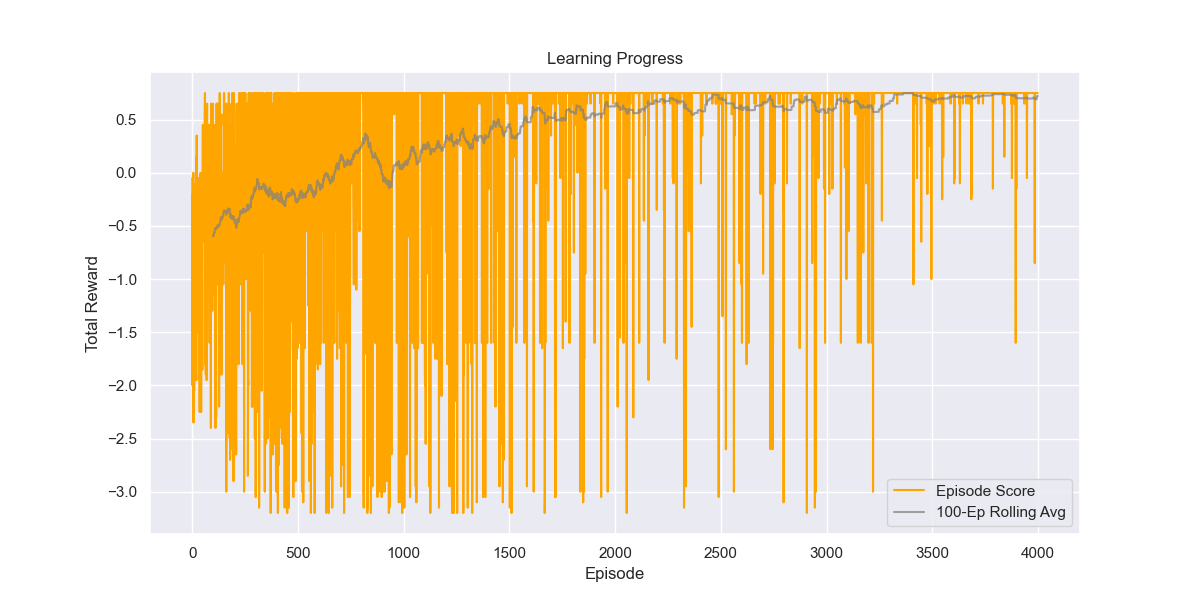 Learning Progress
Total Reward
0.5
0.0
−0.5
−1.0
−1.5
−2.0
−2.5
−3.0
0 500 1000 1500 2000 2500 3000 3500 4000
Episode
Episode Score
100-Ep Rolling Avg